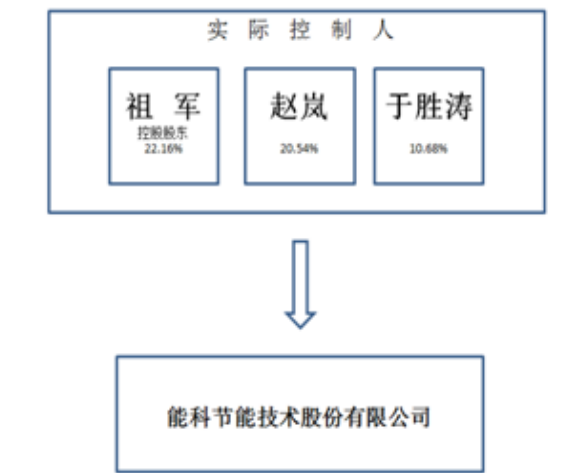 实际控制人
祖军
控股股东
22.16%
赵岚
20.54%
于胜涛
10.68%
能科节能技术股份有限公司